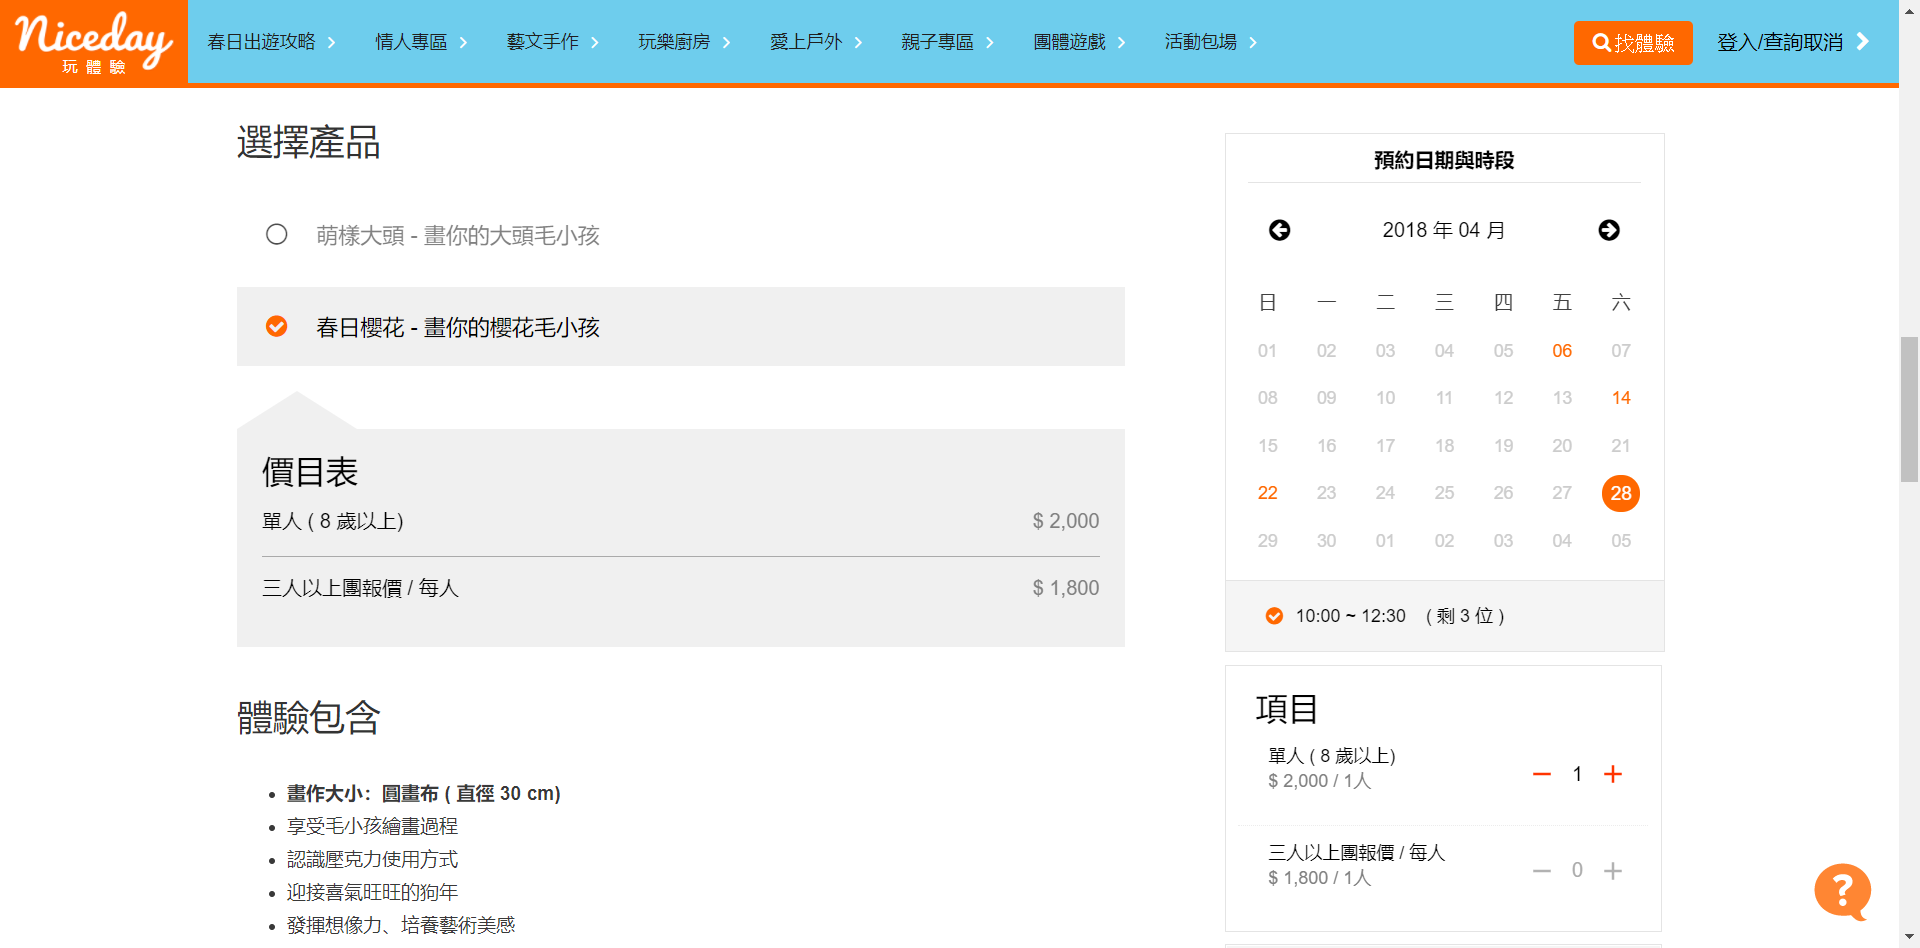 Niceday
玩體驗
春日出遊攻略 情人專區 藝文手作 玩樂廚房 愛上戶外 親子專區 團體遊戲 活動包場
找體驗 登入/查詢取消
選擇產品
萌樣大頭 - 畫你的大頭毛小孩
春日櫻花 - 畫你的櫻花毛小孩
價目表
單人 ( 8 歲以上) $ 2,000
三人以上團報價 / 每人 $ 1,800
體驗包含
畫作大小：圓畫布 ( 直徑 30 cm)
享受毛小孩繪畫過程
認識壓克力使用方式
迎接喜氣旺旺的狗年
發揮想像力、培養藝術美感
預約日期與時段
2018 年 04 月
日 一 二 三 四 五 六
01 02 03 04 05 06 07
08 09 10 11 12 13 14
15 16 17 18 19 20 21
22 23 24 25 26 27 28
29 30 01 02 03 04 05
10:00 ~ 12:30 ( 剩 3 位 )
項目
單人 ( 8 歲以上)
$ 2,000 / 1人
1
三人以上團報價 / 每人
$ 1,800 / 1人
0